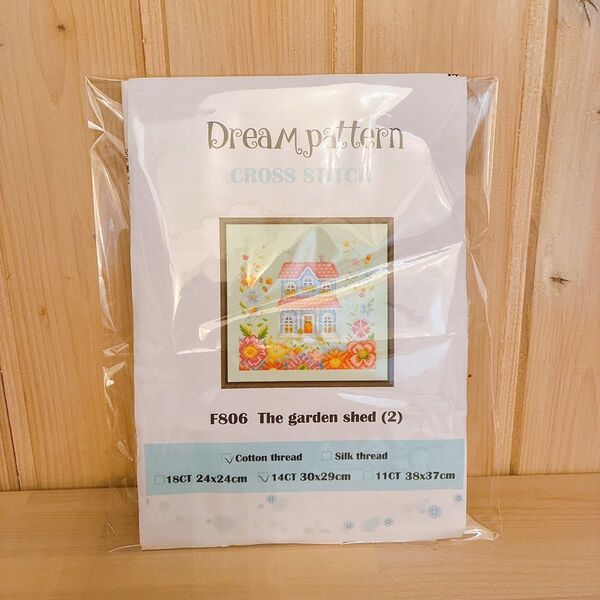 Dream pattern
CROSS STITCH
F806 The garden shed (2)
Cotton thread Silk thread
18CT 24x24cm 14CT 30x29cm 11CT 38x37cm